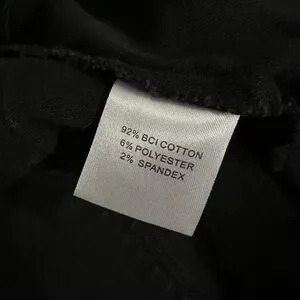 92% BCI COTTON
6% POLYESTER
2% SPANDEX